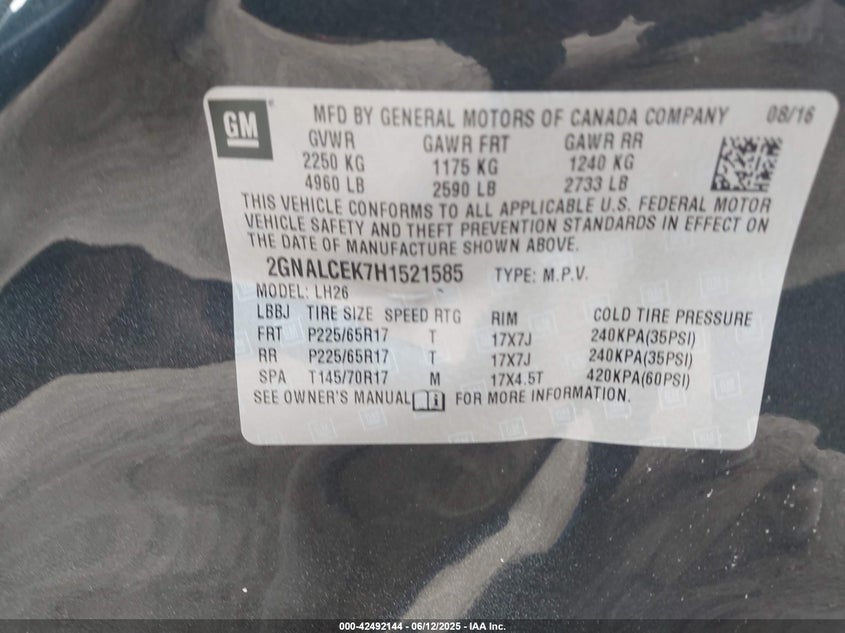 GM
MFD BY GENERAL MOTORS OF CANADA COMPANY 08/16
GVWR GAWR FRT GAWR RR
2250 KG 1175 KG 1240 KG
4960 LB 2590 LB 2733 LB
THIS VEHICLE CONFORMS TO ALL APPLICABLE U.S. FEDERAL MOTOR
VEHICLE SAFETY AND THEFT PREVENTION STANDARDS IN EFFECT ON
THE DATE OF MANUFACTURE SHOWN ABOVE.
2GNALCEK7H1521585 TYPE: M.P.V.
MODEL: LH26
LBBJ TIRE SIZE SPEED RTG RIM COLD TIRE PRESSURE
FRT P225/65R17 T 17X7J 240KPA(35PSI)
RR P225/65R17 T 17X7J 240KPA(35PSI)
SPA T145/70R17 M 17X4.5T 420KPA(60PSI)
SEE OWNER'S MANUAL FOR MORE INFORMATION.
000-42492144 - 06/12/2025 - IAA Inc.